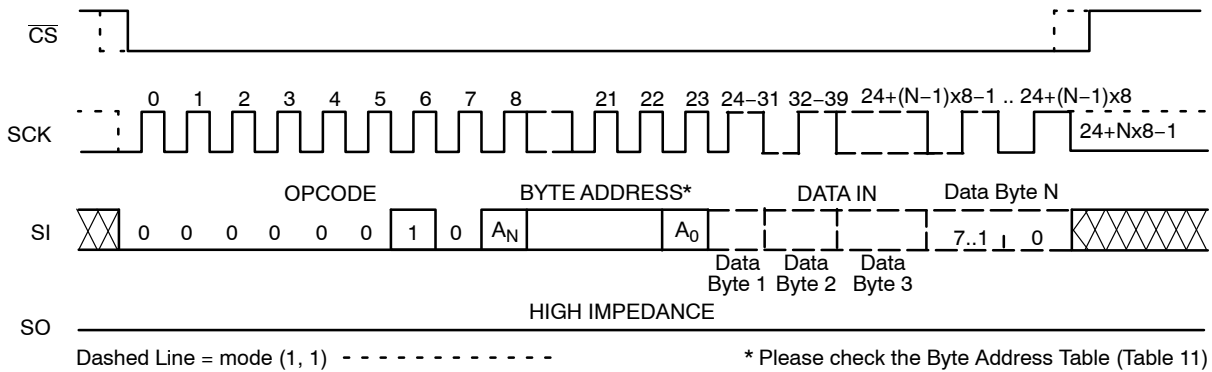 CS
0 1 2 3 4 5 6 7 8 21 22 23 24−31 32−39 24+(N−1)x8−1 .. 24+(N−1)x8
SCK
24+Nx8−1
OPCODE BYTE ADDRESS* DATA IN Data Byte N
SI 0 0 0 0 0 0 1 0 AN A0 7..1 0
Data Byte 1
Data Byte 2
Data Byte 3
HIGH IMPEDANCE
SO
Dashed Line = mode (1, 1) * Please check the Byte Address Table (Table 11)